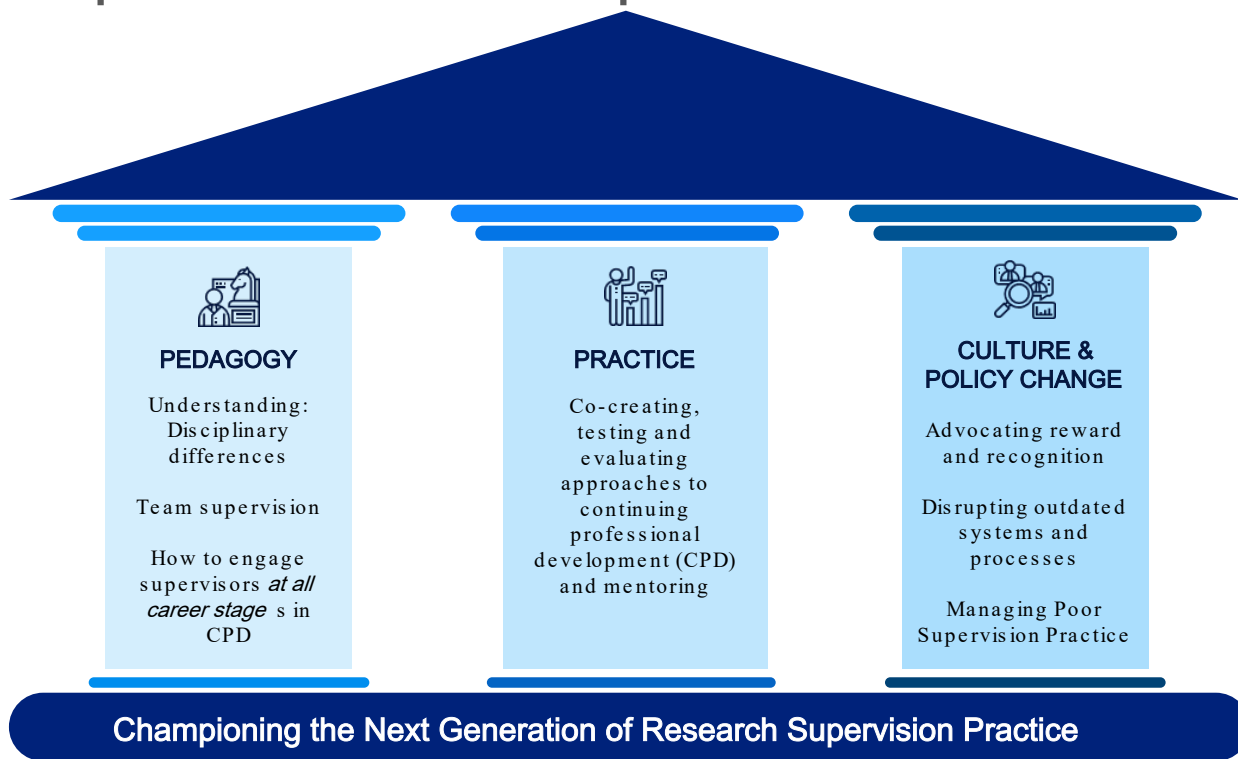 PEDAGOGY
Understanding:
Disciplinary
differences
Team supervision
How to engage
supervisors at all
career stage s in
CPD
PRACTICE
Co-creating,
testing and
evaluating
approaches to
continuing
professional
development (CPD)
and mentoring
CULTURE &
POLICY CHANGE
Advocating reward
and recognition
Disrupting outdated
systems and
processes
Managing Poor
Supervision Practice
Championing the Next Generation of Research Supervision Practice